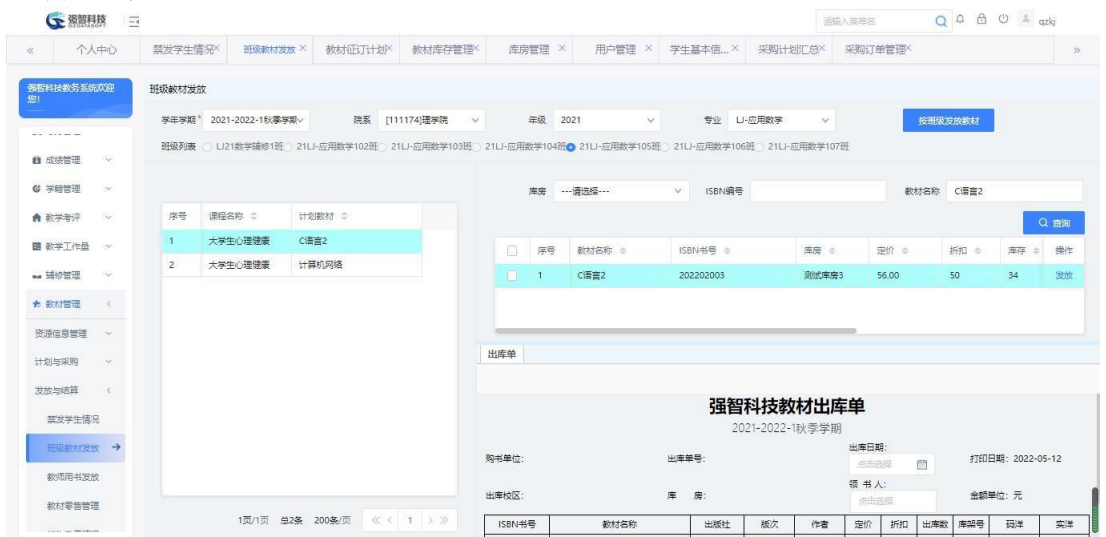 强智科技
请输入菜单名
qzkj
个人中心 禁发学生情况 班级教材发放 教材征订计划 教材库存管理 库房管理 用户管理 学生基本信... 采购计划汇总 采购订单管理
强智科技教务系统欢迎您!
成绩管理
学籍管理
教学考评
教学工作量
辅修管理
教材管理
资源信息管理
计划与采购
发放与结算
禁发学生情况
班级教材发放
教师用书发放
教材零售管理
班级教材发放
学年学期* 2021-2022-1秋季学期 院系 [111174]理学院 年级 2021 专业 LJ-应用数学 按班级发放教材
班级列表 LJ21数学辅修1班 21LJ-应用数学102班 21LJ-应用数学103班 21LJ-应用数学104班 21LJ-应用数学105班 21LJ-应用数学106班 21LJ-应用数学107班
序号 课程名称 计划教材
1 大学生心理健康 C语言2
2 大学生心理健康 计算机网络
1页/1页 总2条 200条/页 1
库房 ---请选择--- ISBN编号 教材名称 C语言2
查询
序号 教材名称 ISBN书号 库房 定价 折扣 库存 操作
1 C语言2 202202003 测试库房3 56.00 50 34 发放
出库单
强智科技教材出库单
2021-2022-1秋季学期
购书单位: 出库单号: 出库日期: 点击选择 打印日期: 2022-05-12
出库校区: 库 房: 领 书 人: 点击选择 金额单位: 元
ISBN书号 教材名称 出版社 版次 作者 定价 折扣 出库数 库架号 码洋 实洋